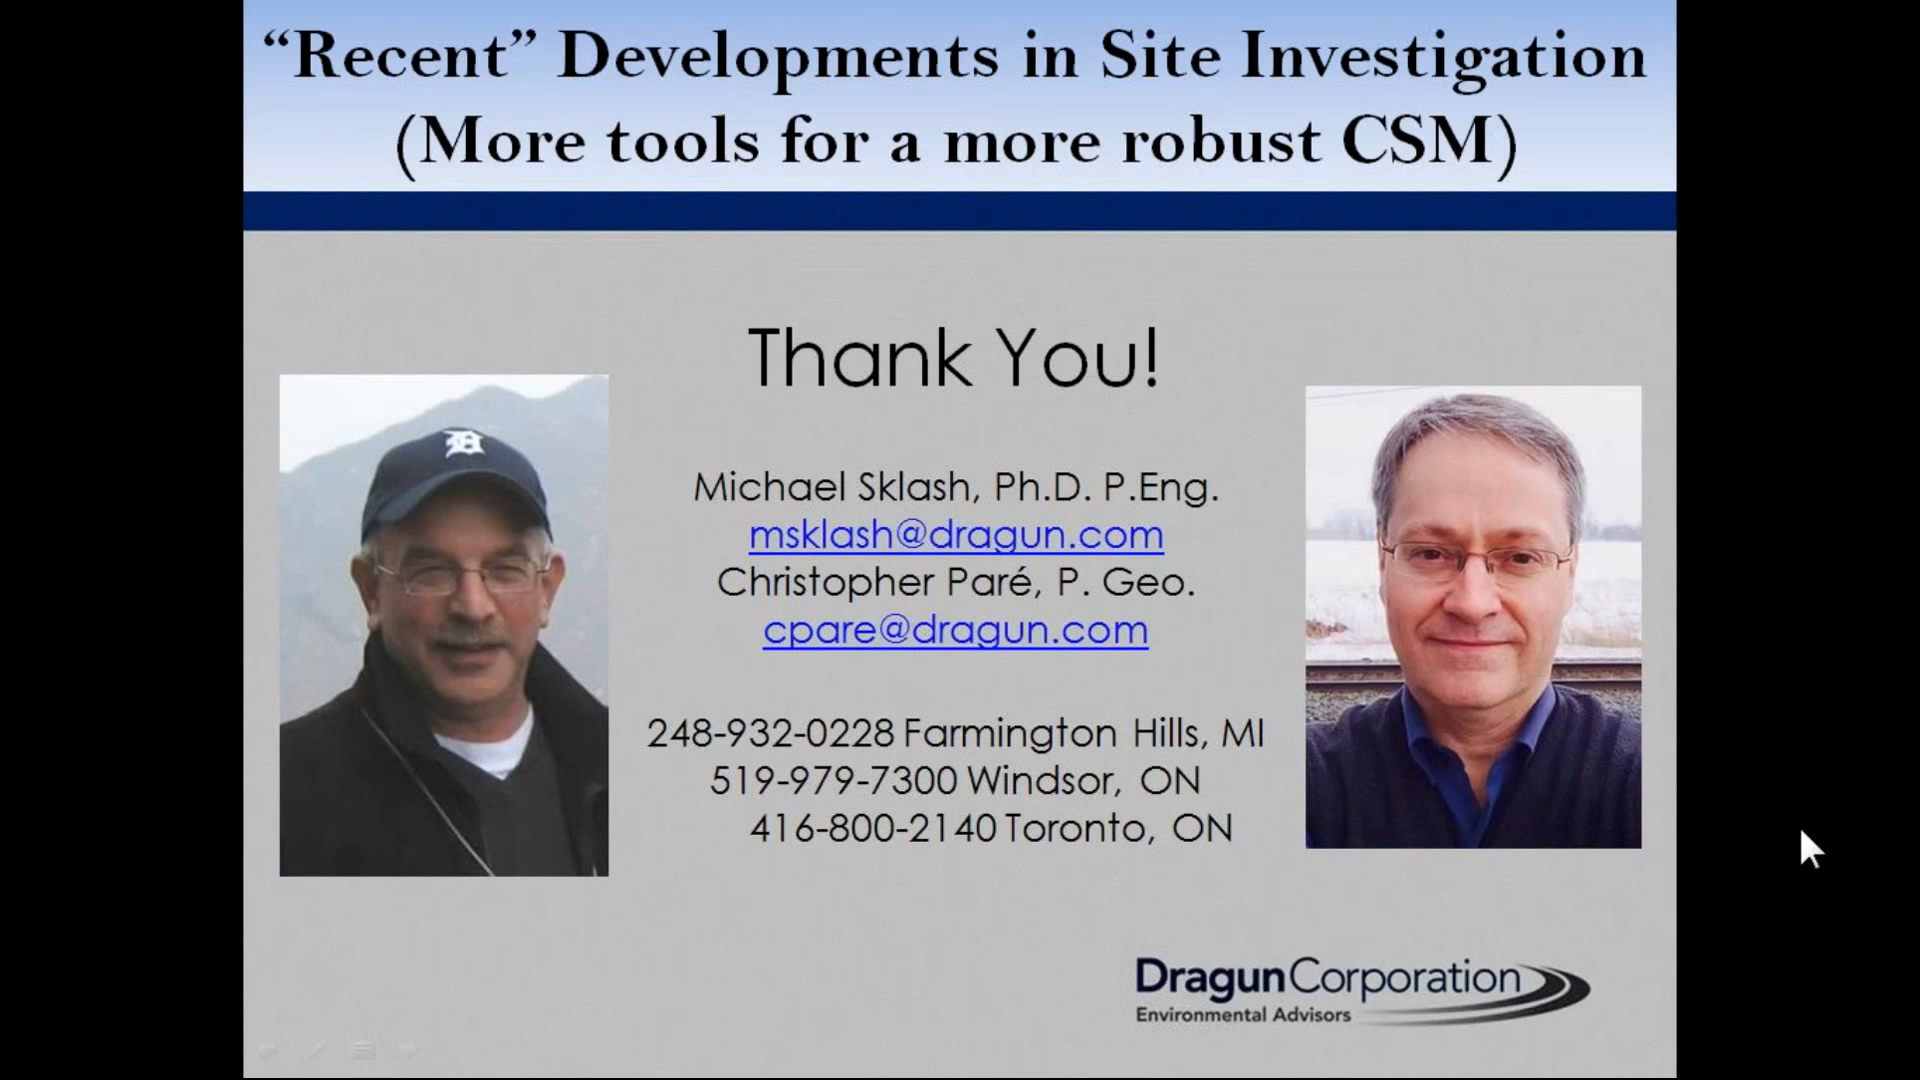 “Recent” Developments in Site Investigation
(More tools for a more robust CSM)
Thank You!
Michael Sklash, Ph.D. P.Eng.
msklash@dragun.com
Christopher Paré, P. Geo.
cpare@dragun.com
248-932-0228 Farmington Hills, MI
519-979-7300 Windsor, ON
416-800-2140 Toronto, ON
DragunCorporation
Environmental Advisors